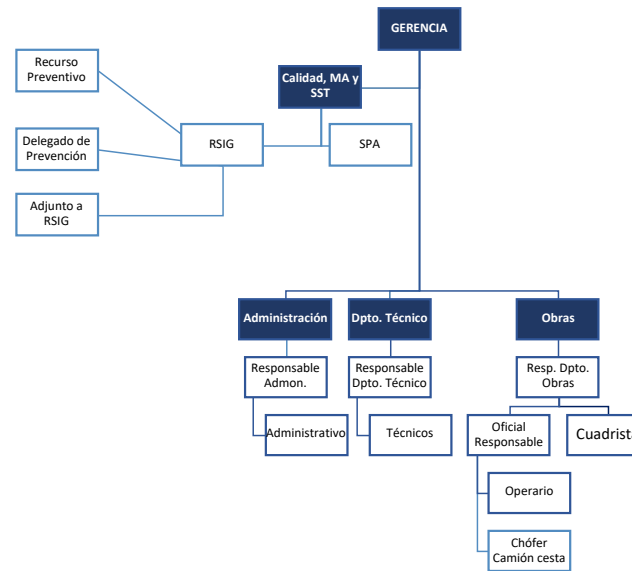 GERENCIA
Recurso
Preventivo
Calidad, MA y
SST
Delegado de
Prevención
RSIG
SPA
Adjunto a
RSIG
Administración
Dpto. Técnico
Obras
Responsable
Admon.
Responsable
Dpto. Técnico
Resp. Dpto.
Obras
Administrativo
Técnicos
Oficial
Responsable
Cuadrista
Operario
Chófer
Camión cesta